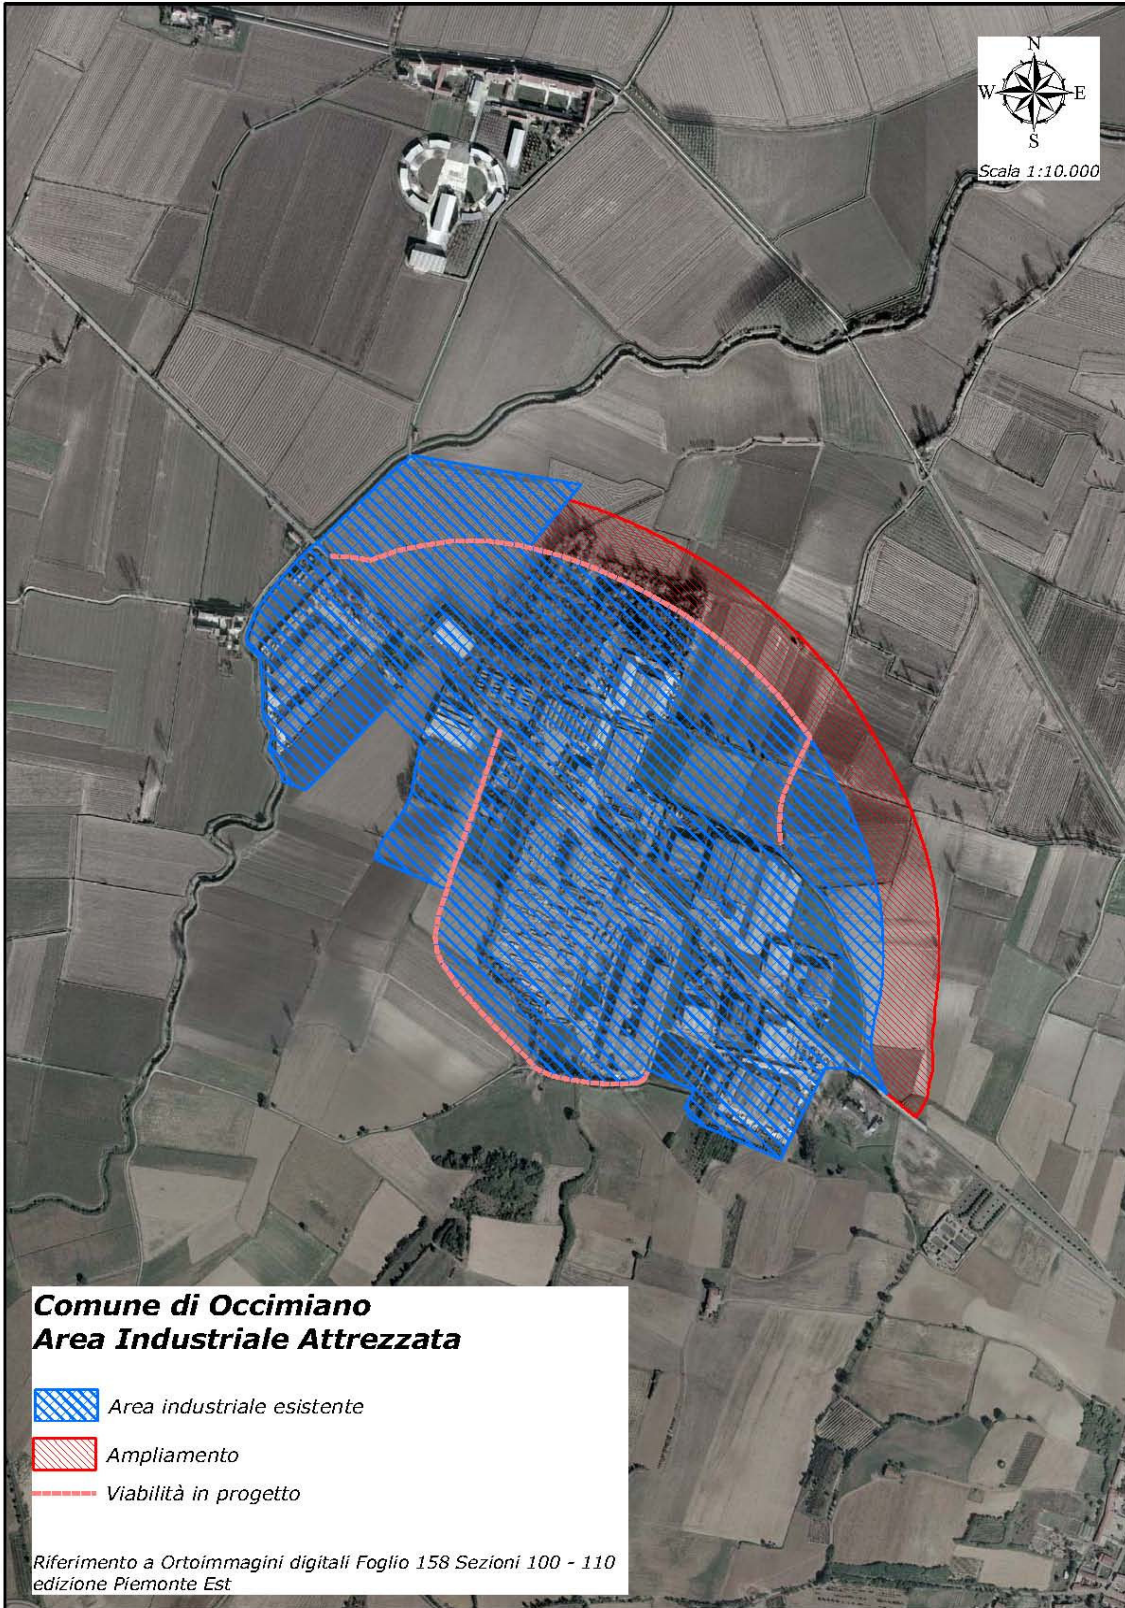 N
W E
S
Scala 1:10.000
Comune di Occimiano
Area Industriale Attrezzata
Area industriale esistente
Ampliamento
Viabilità in progetto
Riferimento a Ortoimmagini digitali Foglio 158 Sezioni 100 - 110
edizione Piemonte Est